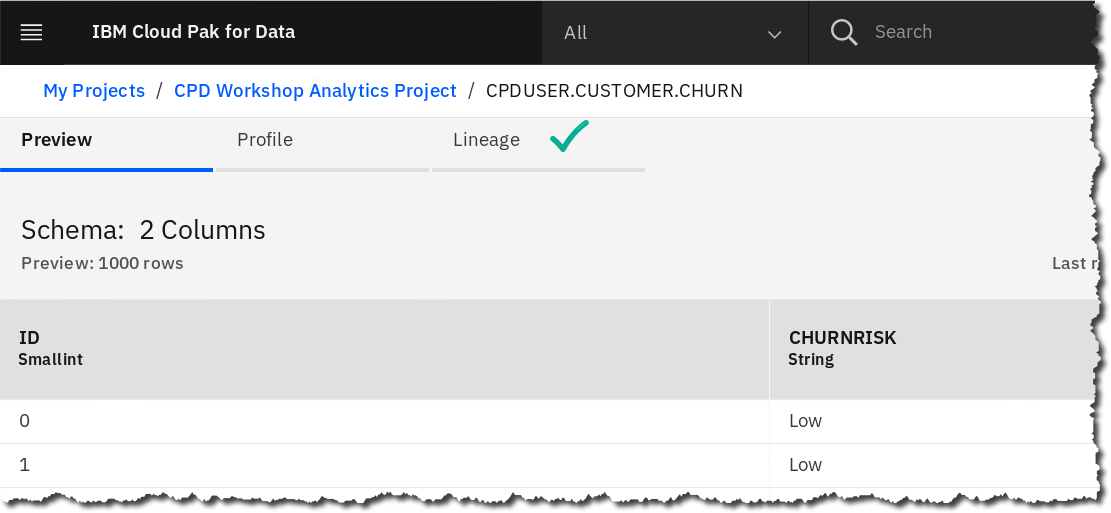 IBM Cloud Pak for Data All Search
My Projects / CPD Workshop Analytics Project / CPDUSER.CUSTOMER.CHURN
Preview Profile Lineage
Schema: 2 Columns
Preview: 1000 rows Last
ID CHURNRISK
Smallint String
0 Low
1 Low